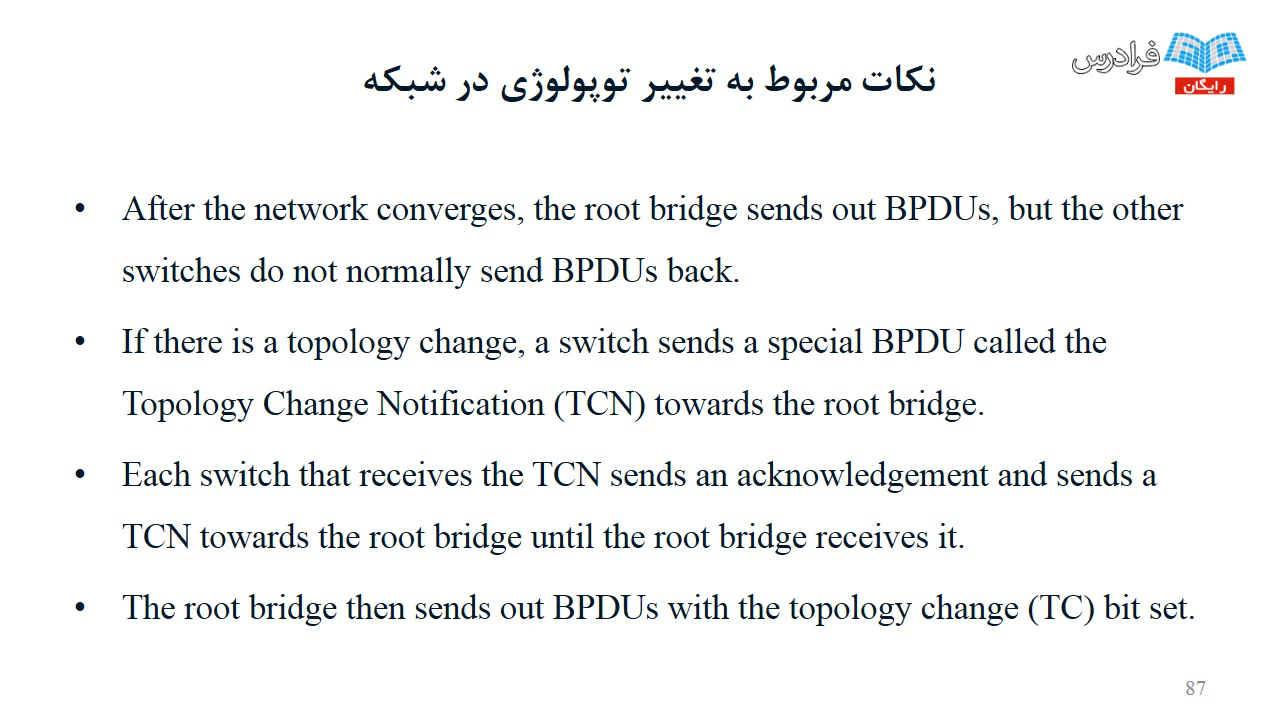 فرادرس
رایگان
نکات مربوط به تغییر توپولوژی در شبکه
• After the network converges, the root bridge sends out BPDUs, but the other
switches do not normally send BPDUs back.
• If there is a topology change, a switch sends a special BPDU called the
Topology Change Notification (TCN) towards the root bridge.
• Each switch that receives the TCN sends an acknowledgement and sends a
TCN towards the root bridge until the root bridge receives it.
• The root bridge then sends out BPDUs with the topology change (TC) bit set.
87